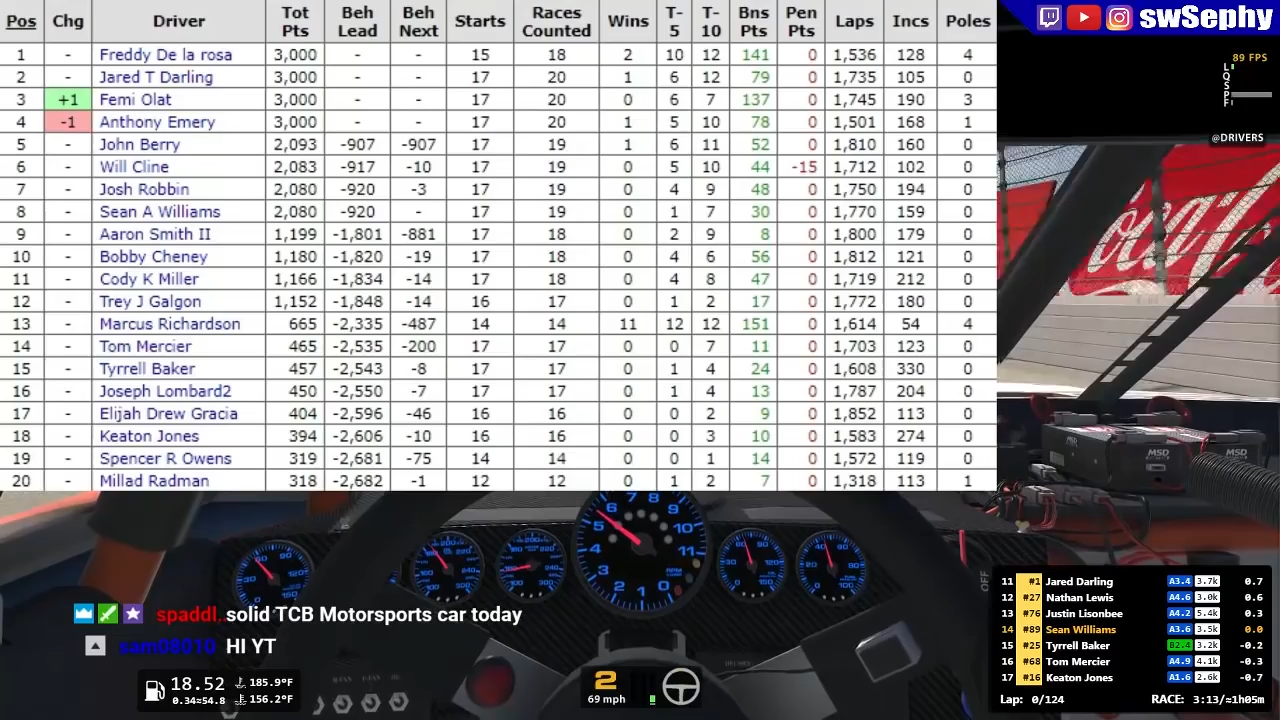 Pos Chg Driver Tot Pts Beh Lead Beh Next Starts Races Counted Wins T-5 T-10 Bns Pts Pen Pts Laps Incs Poles
1 - Freddy De la rosa 3,000 - - 15 18 2 10 12 141 0 1,536 128 4
2 - Jared T Darling 3,000 - - 17 20 1 6 12 79 0 1,735 105 0
3 +1 Femi Olat 3,000 - - 17 20 0 6 7 137 0 1,745 190 3
4 -1 Anthony Emery 3,000 - - 17 20 1 5 10 78 0 1,501 168 1
5 - John Berry 2,093 -907 -907 17 19 1 6 11 52 0 1,810 160 0
6 - Will Cline 2,083 -917 -10 17 19 0 5 10 44 -15 1,712 102 0
7 - Josh Robbin 2,080 -920 -3 17 19 0 4 9 48 0 1,750 194 0
8 - Sean A Williams 2,080 -920 - 17 19 0 1 7 30 0 1,770 159 0
9 - Aaron Smith II 1,199 -1,801 -881 17 18 0 2 9 8 0 1,800 179 0
10 - Bobby Cheney 1,180 -1,820 -19 17 18 0 4 6 56 0 1,812 121 0
11 - Cody K Miller 1,166 -1,834 -14 17 18 0 4 8 47 0 1,719 212 0
12 - Trey J Galgon 1,152 -1,848 -14 16 17 0 1 2 17 0 1,772 180 0
13 - Marcus Richardson 665 -2,335 -487 14 14 11 12 12 151 0 1,614 54 4
14 - Tom Mercier 465 -2,535 -200 17 17 0 0 7 11 0 1,703 123 0
15 - Tyrrell Baker 457 -2,543 -8 17 17 0 1 4 24 0 1,608 330 0
16 - Joseph Lombard2 450 -2,550 -7 17 17 0 1 4 13 0 1,787 204 0
17 - Elijah Drew Gracia 404 -2,596 -46 16 16 0 0 2 9 0 1,852 113 0
18 - Keaton Jones 394 -2,606 -10 16 16 0 0 3 10 0 1,583 274 0
19 - Spencer R Owens 319 -2,681 -75 14 14 0 0 1 14 0 1,572 119 0
20 - Millad Radman 318 -2,682 -1 12 12 0 1 2 7 0 1,318 113 1
swSephy
89 FPS
L
Q
S
P
F
@DRIVERS
Coca-Cola
MSD
MSD
OFF
0 1 2 3 4 5 6 7 8 9 10 11
RPM
spaddl.. solid TCB Motorsports car today
sam08010 HI YT
18.52 185.9°F
0.34≈54.8 156.2°F
2
69 mph
11 #1 Jared Darling A3.4 3.7k 0.7
12 #27 Nathan Lewis A4.6 3.0k 0.6
13 #76 Justin Lisonbee A4.2 5.4k 0.3
14 #89 Sean Williams A3.6 3.5k 0.0
15 #25 Tyrrell Baker B2.4 3.2k -0.2
16 #68 Tom Mercier A4.9 4.1k -0.3
17 #16 Keaton Jones A1.6 2.6k -0.7
Lap: 0/124 RACE: 3:13/≈1h05m